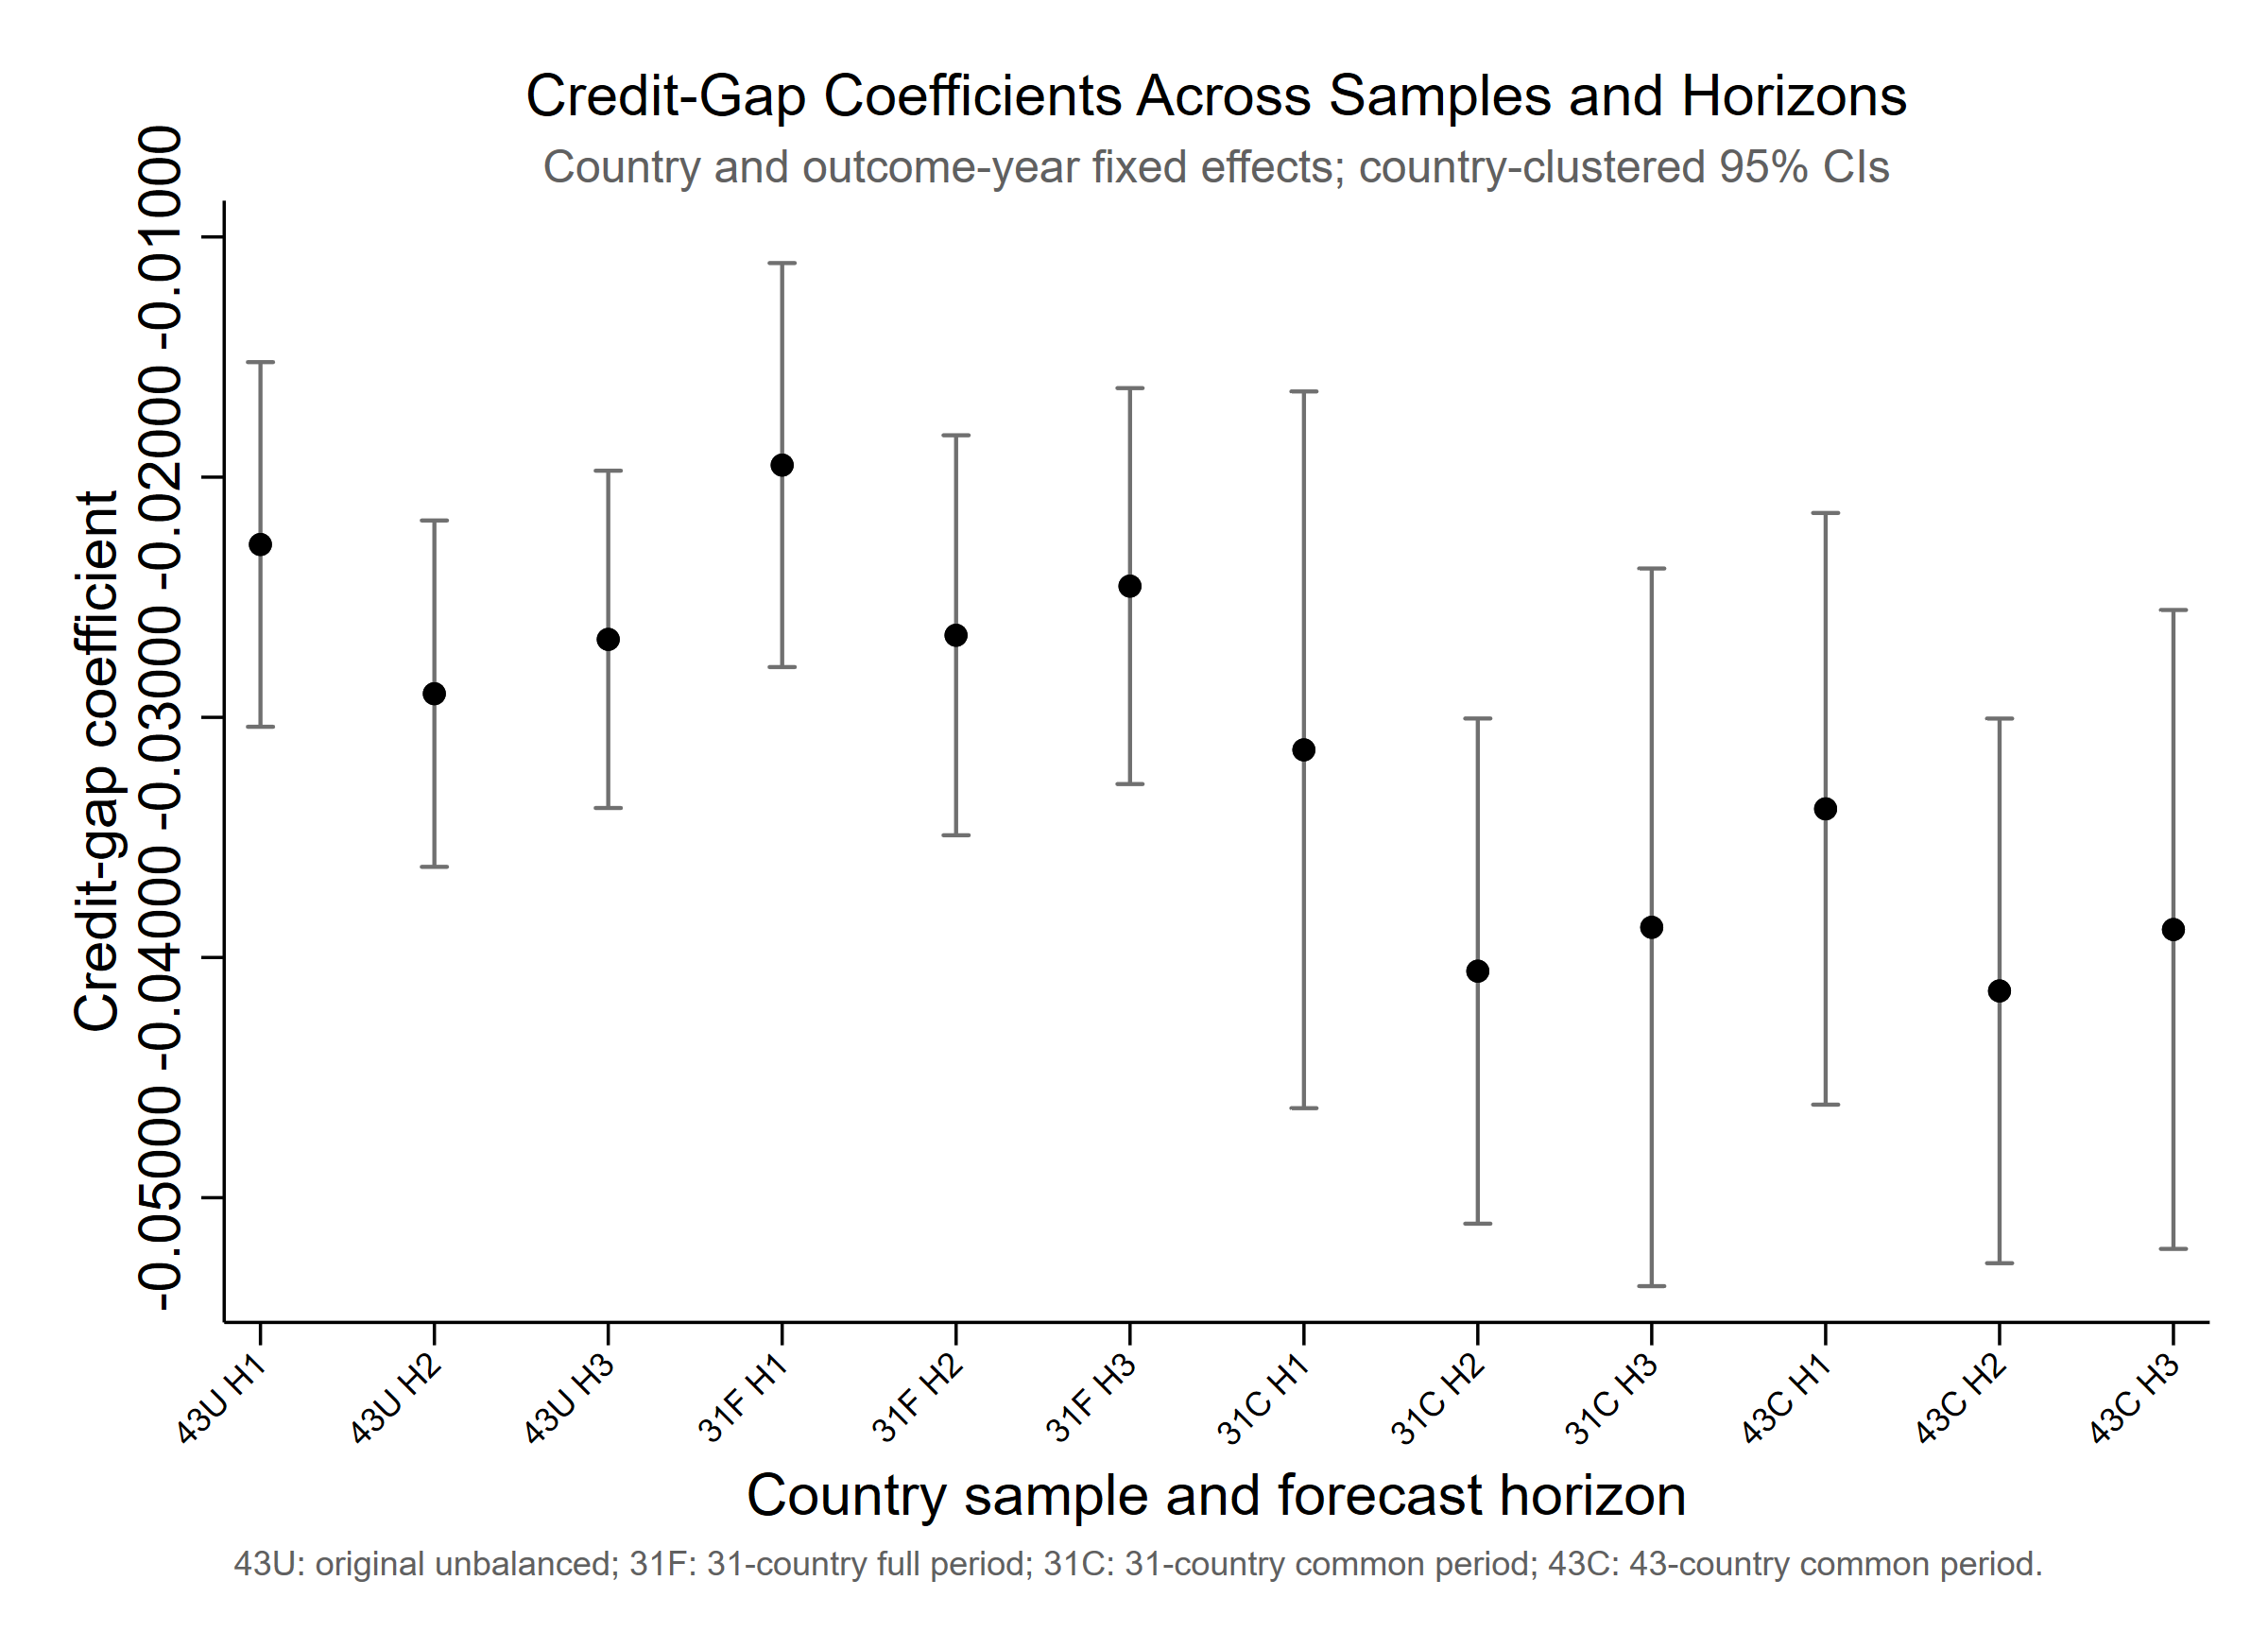 Credit-Gap Coefficients Across Samples and Horizons
Country and outcome-year fixed effects; country-clustered 95% CIs
Credit-gap coefficient
-0.05000 -0.04000 -0.03000 -0.02000 -0.01000
43U H1
43U H2
43U H3
31F H1
31F H2
31F H3
31C H1
31C H2
31C H3
43C H1
43C H2
43C H3
Country sample and forecast horizon
43U: original unbalanced; 31F: 31-country full period; 31C: 31-country common period; 43C: 43-country common period.